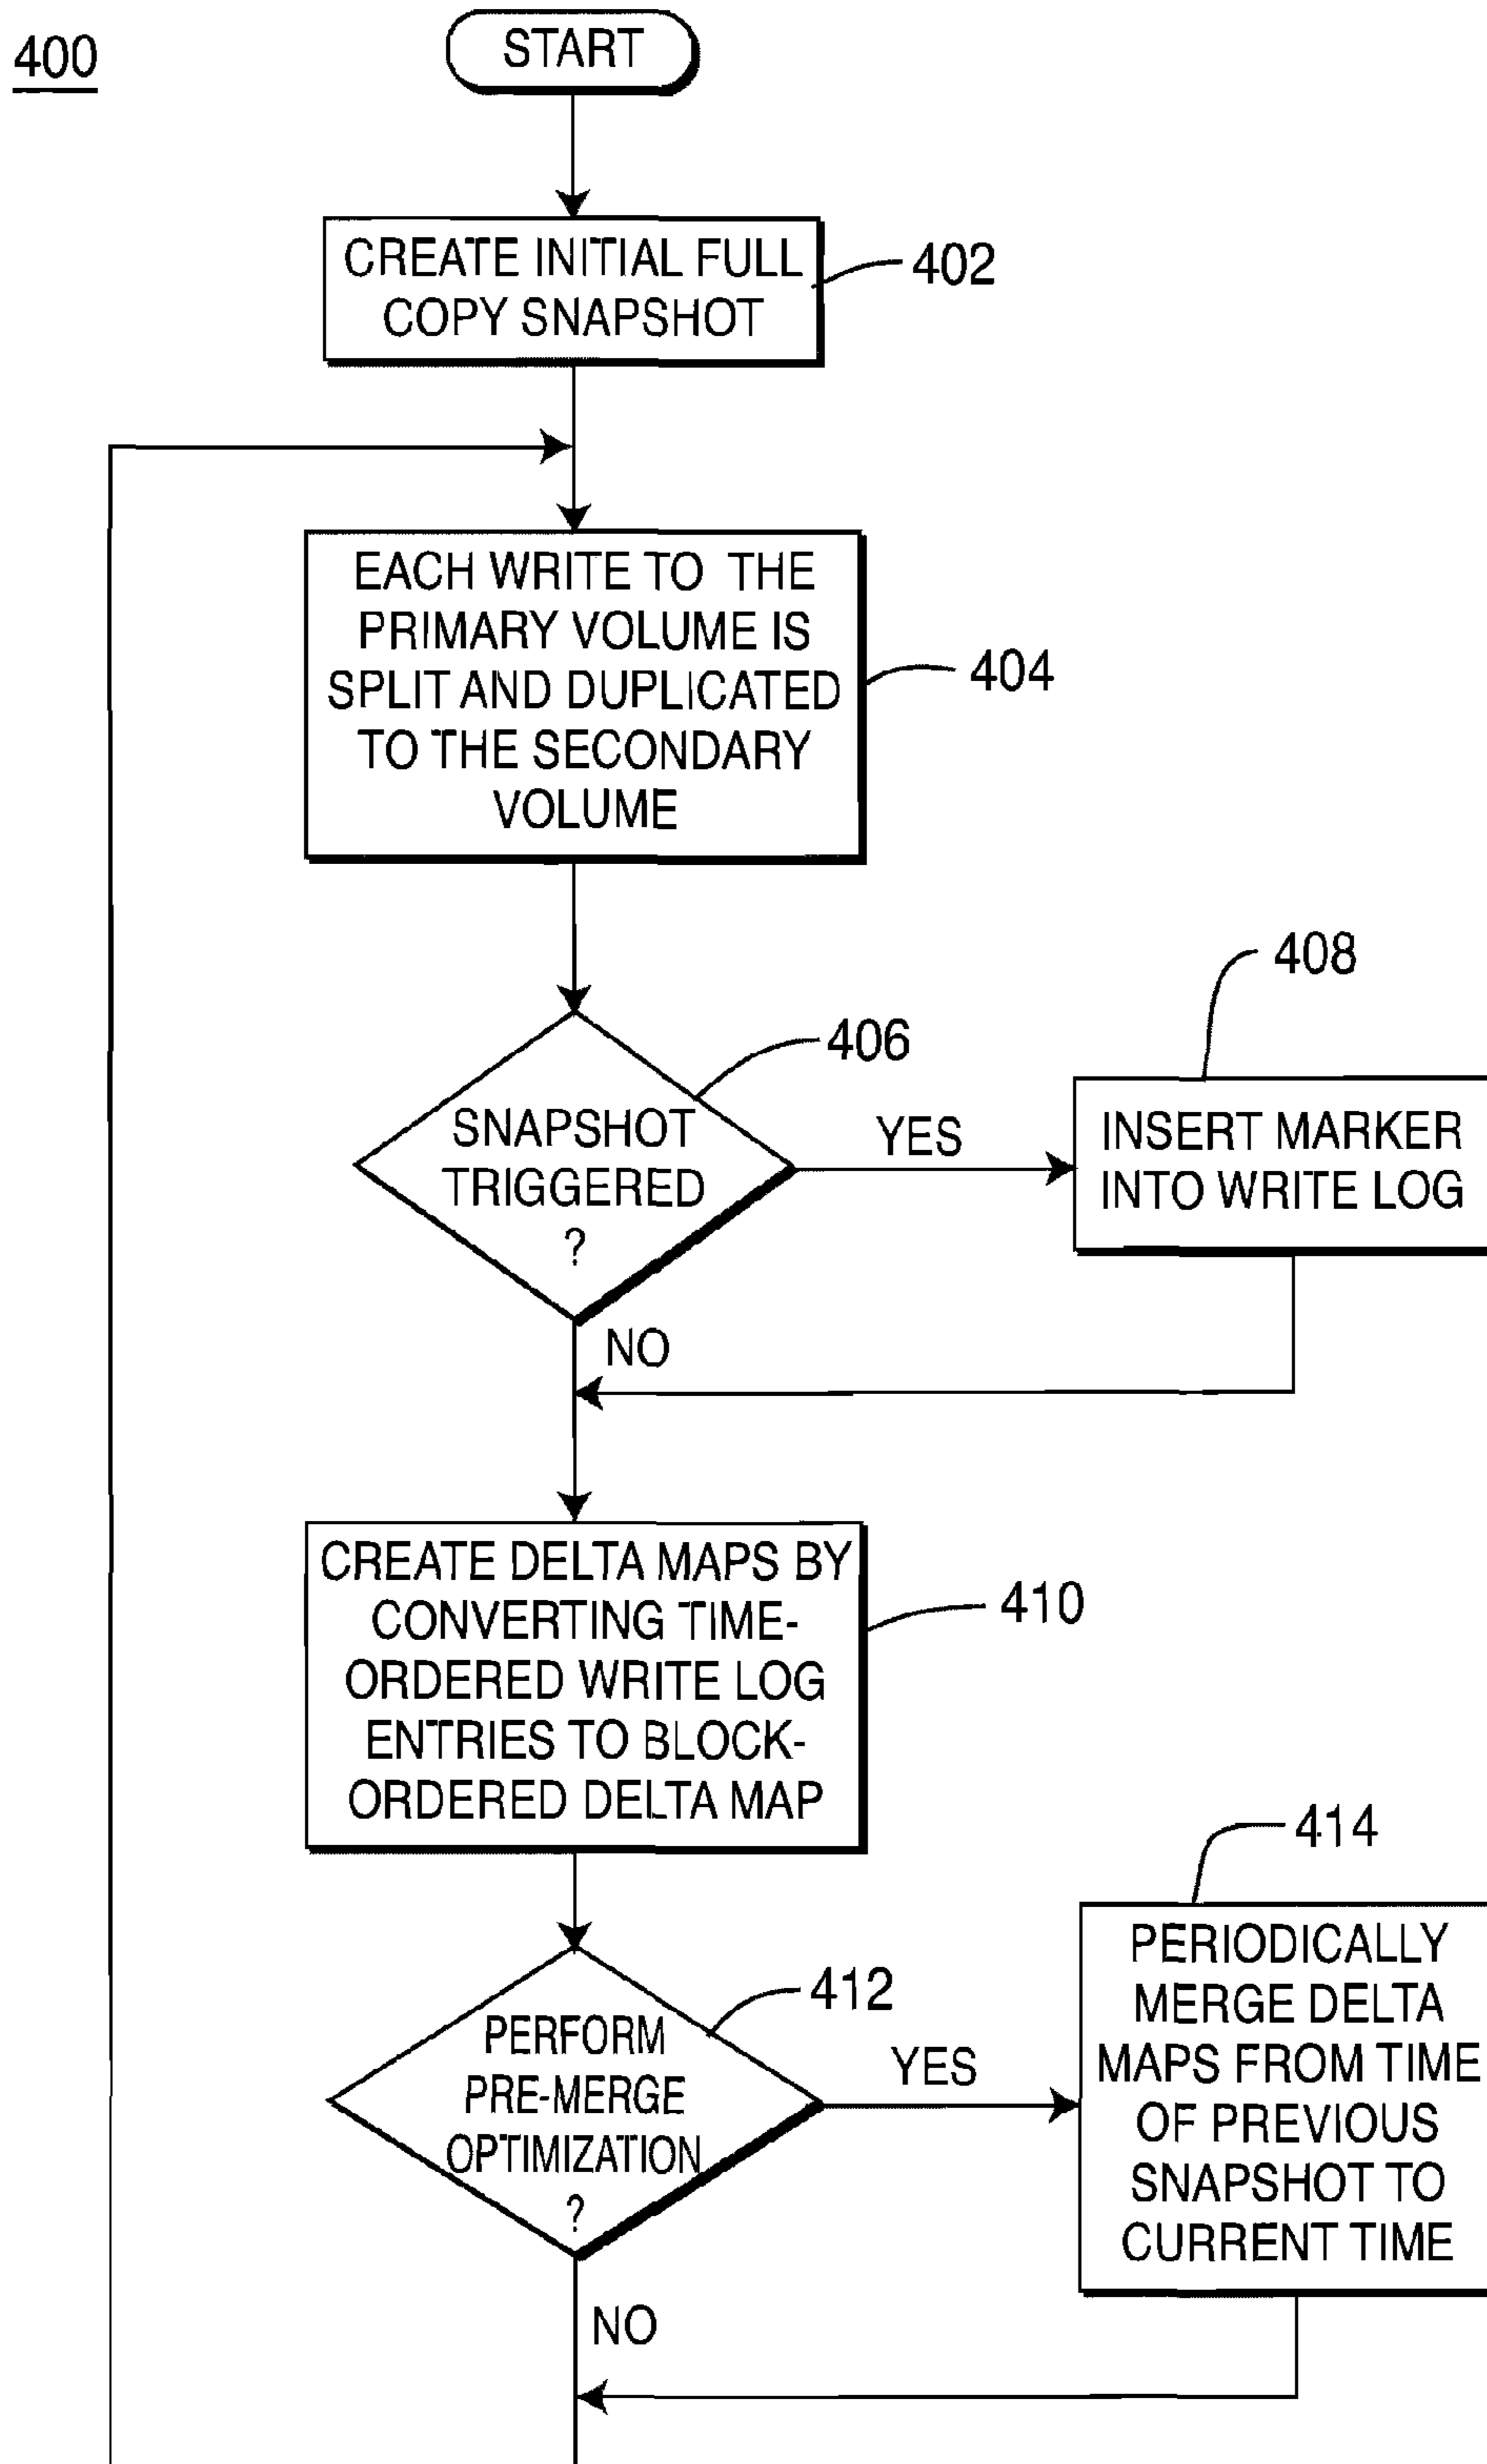 400
START
CREATE INITIAL FULL
COPY SNAPSHOT
402
EACH WRITE TO THE
PRIMARY VOLUME IS
SPLIT AND DUPLICATED
TO THE SECONDARY
VOLUME
404
408
406
SNAPSHOT
TRIGGERED
?
YES
INSERT MARKER
INTO WRITE LOG
NO
CREATE DELTA MAPS BY
CONVERTING TIME-
ORDERED WRITE LOG
ENTRIES TO BLOCK-
ORDERED DELTA MAP
410
414
412
PERFORM
PRE-MERGE
OPTIMIZATION
?
YES
PERIODICALLY
MERGE DELTA
MAPS FROM TIME
OF PREVIOUS
SNAPSHOT TO
CURRENT TIME
NO